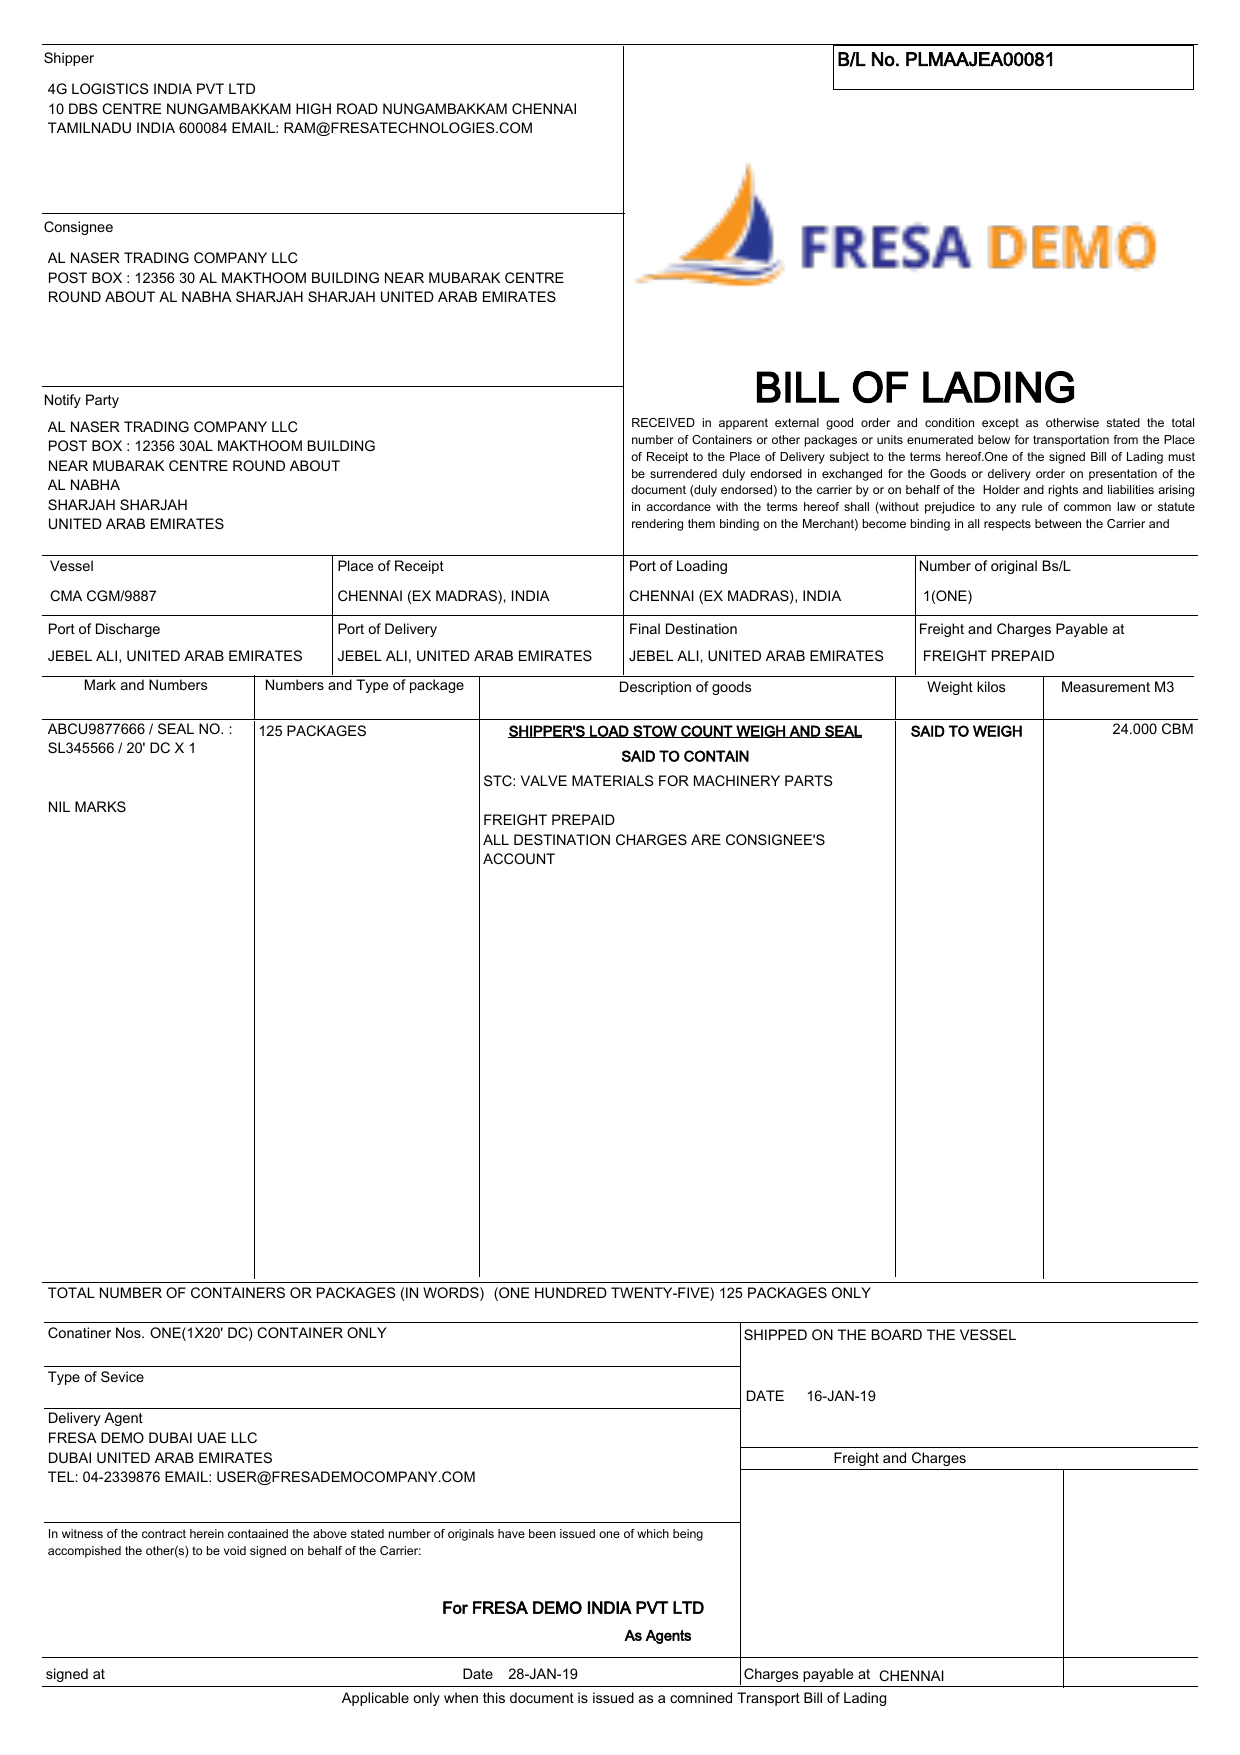 B/L No. PLMAAJEA00081
Shipper
4G LOGISTICS INDIA PVT LTD
10 DBS CENTRE NUNGAMBAKKAM HIGH ROAD NUNGAMBAKKAM CHENNAI
TAMILNADU INDIA 600084 EMAIL: RAM@FRESATECHNOLOGIES.COM
Consignee
AL NASER TRADING COMPANY LLC
POST BOX : 12356 30 AL MAKTHOOM BUILDING NEAR MUBARAK CENTRE
ROUND ABOUT AL NABHA SHARJAH SHARJAH UNITED ARAB EMIRATES
FRESA DEMO
Notify Party
AL NASER TRADING COMPANY LLC
POST BOX : 12356 30AL MAKTHOOM BUILDING
NEAR MUBARAK CENTRE ROUND ABOUT
AL NABHA
SHARJAH SHARJAH
UNITED ARAB EMIRATES
BILL OF LADING
RECEIVED in apparent external good order and condition except as otherwise stated the total
number of Containers or other packages or units enumerated below for transportation from the Place
of Receipt to the Place of Delivery subject to the terms hereof.One of the signed Bill of Lading must
be surrendered duly endorsed in exchanged for the Goods or delivery order on presentation of the
document (duly endorsed) to the carrier by or on behalf of the Holder and rights and liabilities arising
in accordance with the terms hereof shall (without prejudice to any rule of common law or statute
rendering them binding on the Merchant) become binding in all respects between the Carrier and
Vessel
CMA CGM/9887
Place of Receipt
CHENNAI (EX MADRAS), INDIA
Port of Loading
CHENNAI (EX MADRAS), INDIA
Number of original Bs/L
1(ONE)
Port of Discharge
JEBEL ALI, UNITED ARAB EMIRATES
Port of Delivery
JEBEL ALI, UNITED ARAB EMIRATES
Final Destination
JEBEL ALI, UNITED ARAB EMIRATES
Freight and Charges Payable at
FREIGHT PREPAID
Mark and Numbers
Numbers and Type of package
Description of goods
Weight kilos
Measurement M3
ABCU9877666 / SEAL NO. :
SL345566 / 20' DC X 1
NIL MARKS
125 PACKAGES
SHIPPER'S LOAD STOW COUNT WEIGH AND SEAL
SAID TO CONTAIN
STC: VALVE MATERIALS FOR MACHINERY PARTS
FREIGHT PREPAID
ALL DESTINATION CHARGES ARE CONSIGNEE'S
ACCOUNT
SAID TO WEIGH
24.000 CBM
TOTAL NUMBER OF CONTAINERS OR PACKAGES (IN WORDS) (ONE HUNDRED TWENTY-FIVE) 125 PACKAGES ONLY
Conatiner Nos. ONE(1X20' DC) CONTAINER ONLY
Type of Sevice
Delivery Agent
FRESA DEMO DUBAI UAE LLC
DUBAI UNITED ARAB EMIRATES
TEL: 04-2339876 EMAIL: USER@FRESADEMOCOMPANY.COM
SHIPPED ON THE BOARD THE VESSEL
DATE 16-JAN-19
Freight and Charges
In witness of the contract herein contaained the above stated number of originals have been issued one of which being
accompished the other(s) to be void signed on behalf of the Carrier:
For FRESA DEMO INDIA PVT LTD
As Agents
signed at
Date 28-JAN-19
Charges payable at CHENNAI
Applicable only when this document is issued as a comnined Transport Bill of Lading